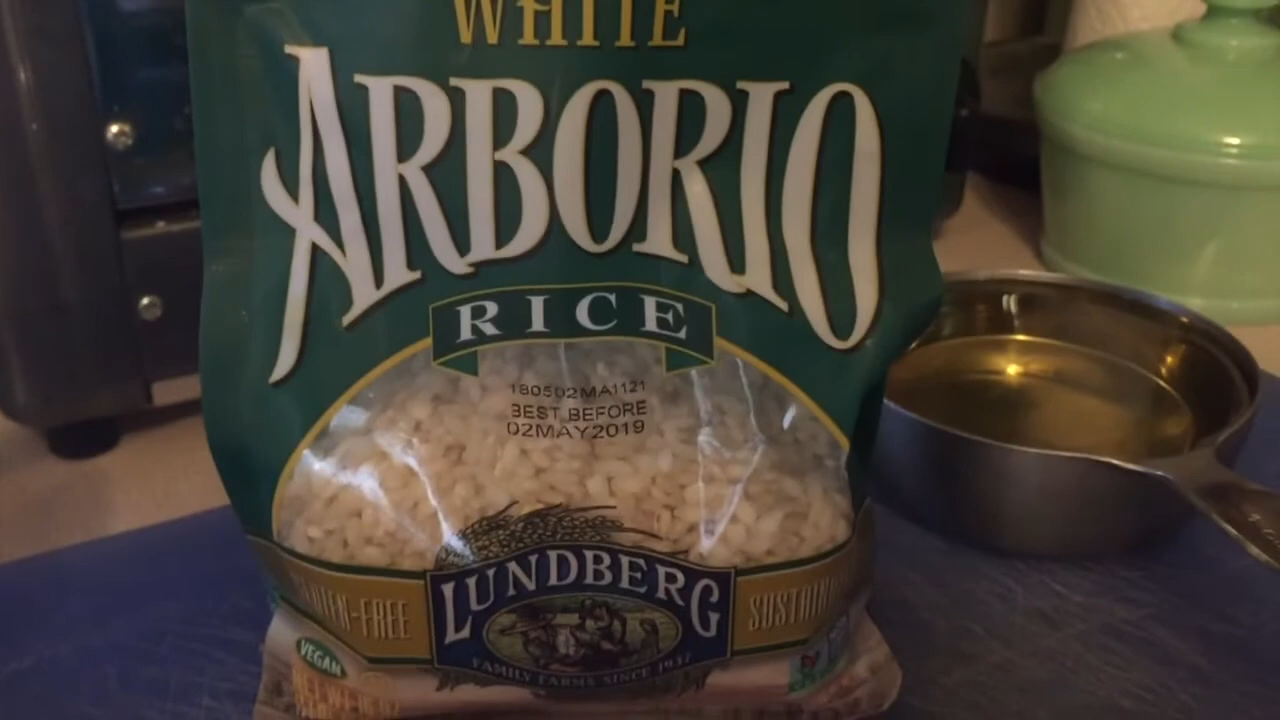 WHITE
ARBORIO
RICE
180502MA1121
BEST BEFORE
02MAY2019
LUNDBERG
FAMILY FARMS SINCE 1937
VEGAN